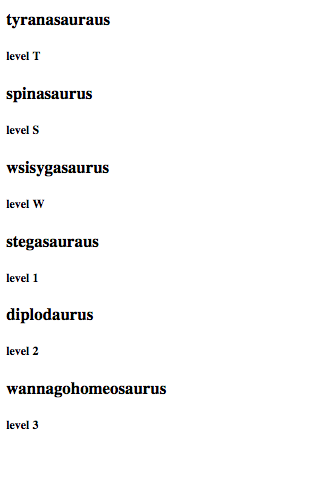 tyranasauraus
level T
spinasaurus
level S
wsisygasaurus
level W
stegasauraus
level 1
diplodaurus
level 2
wannagohomeosaurus
level 3